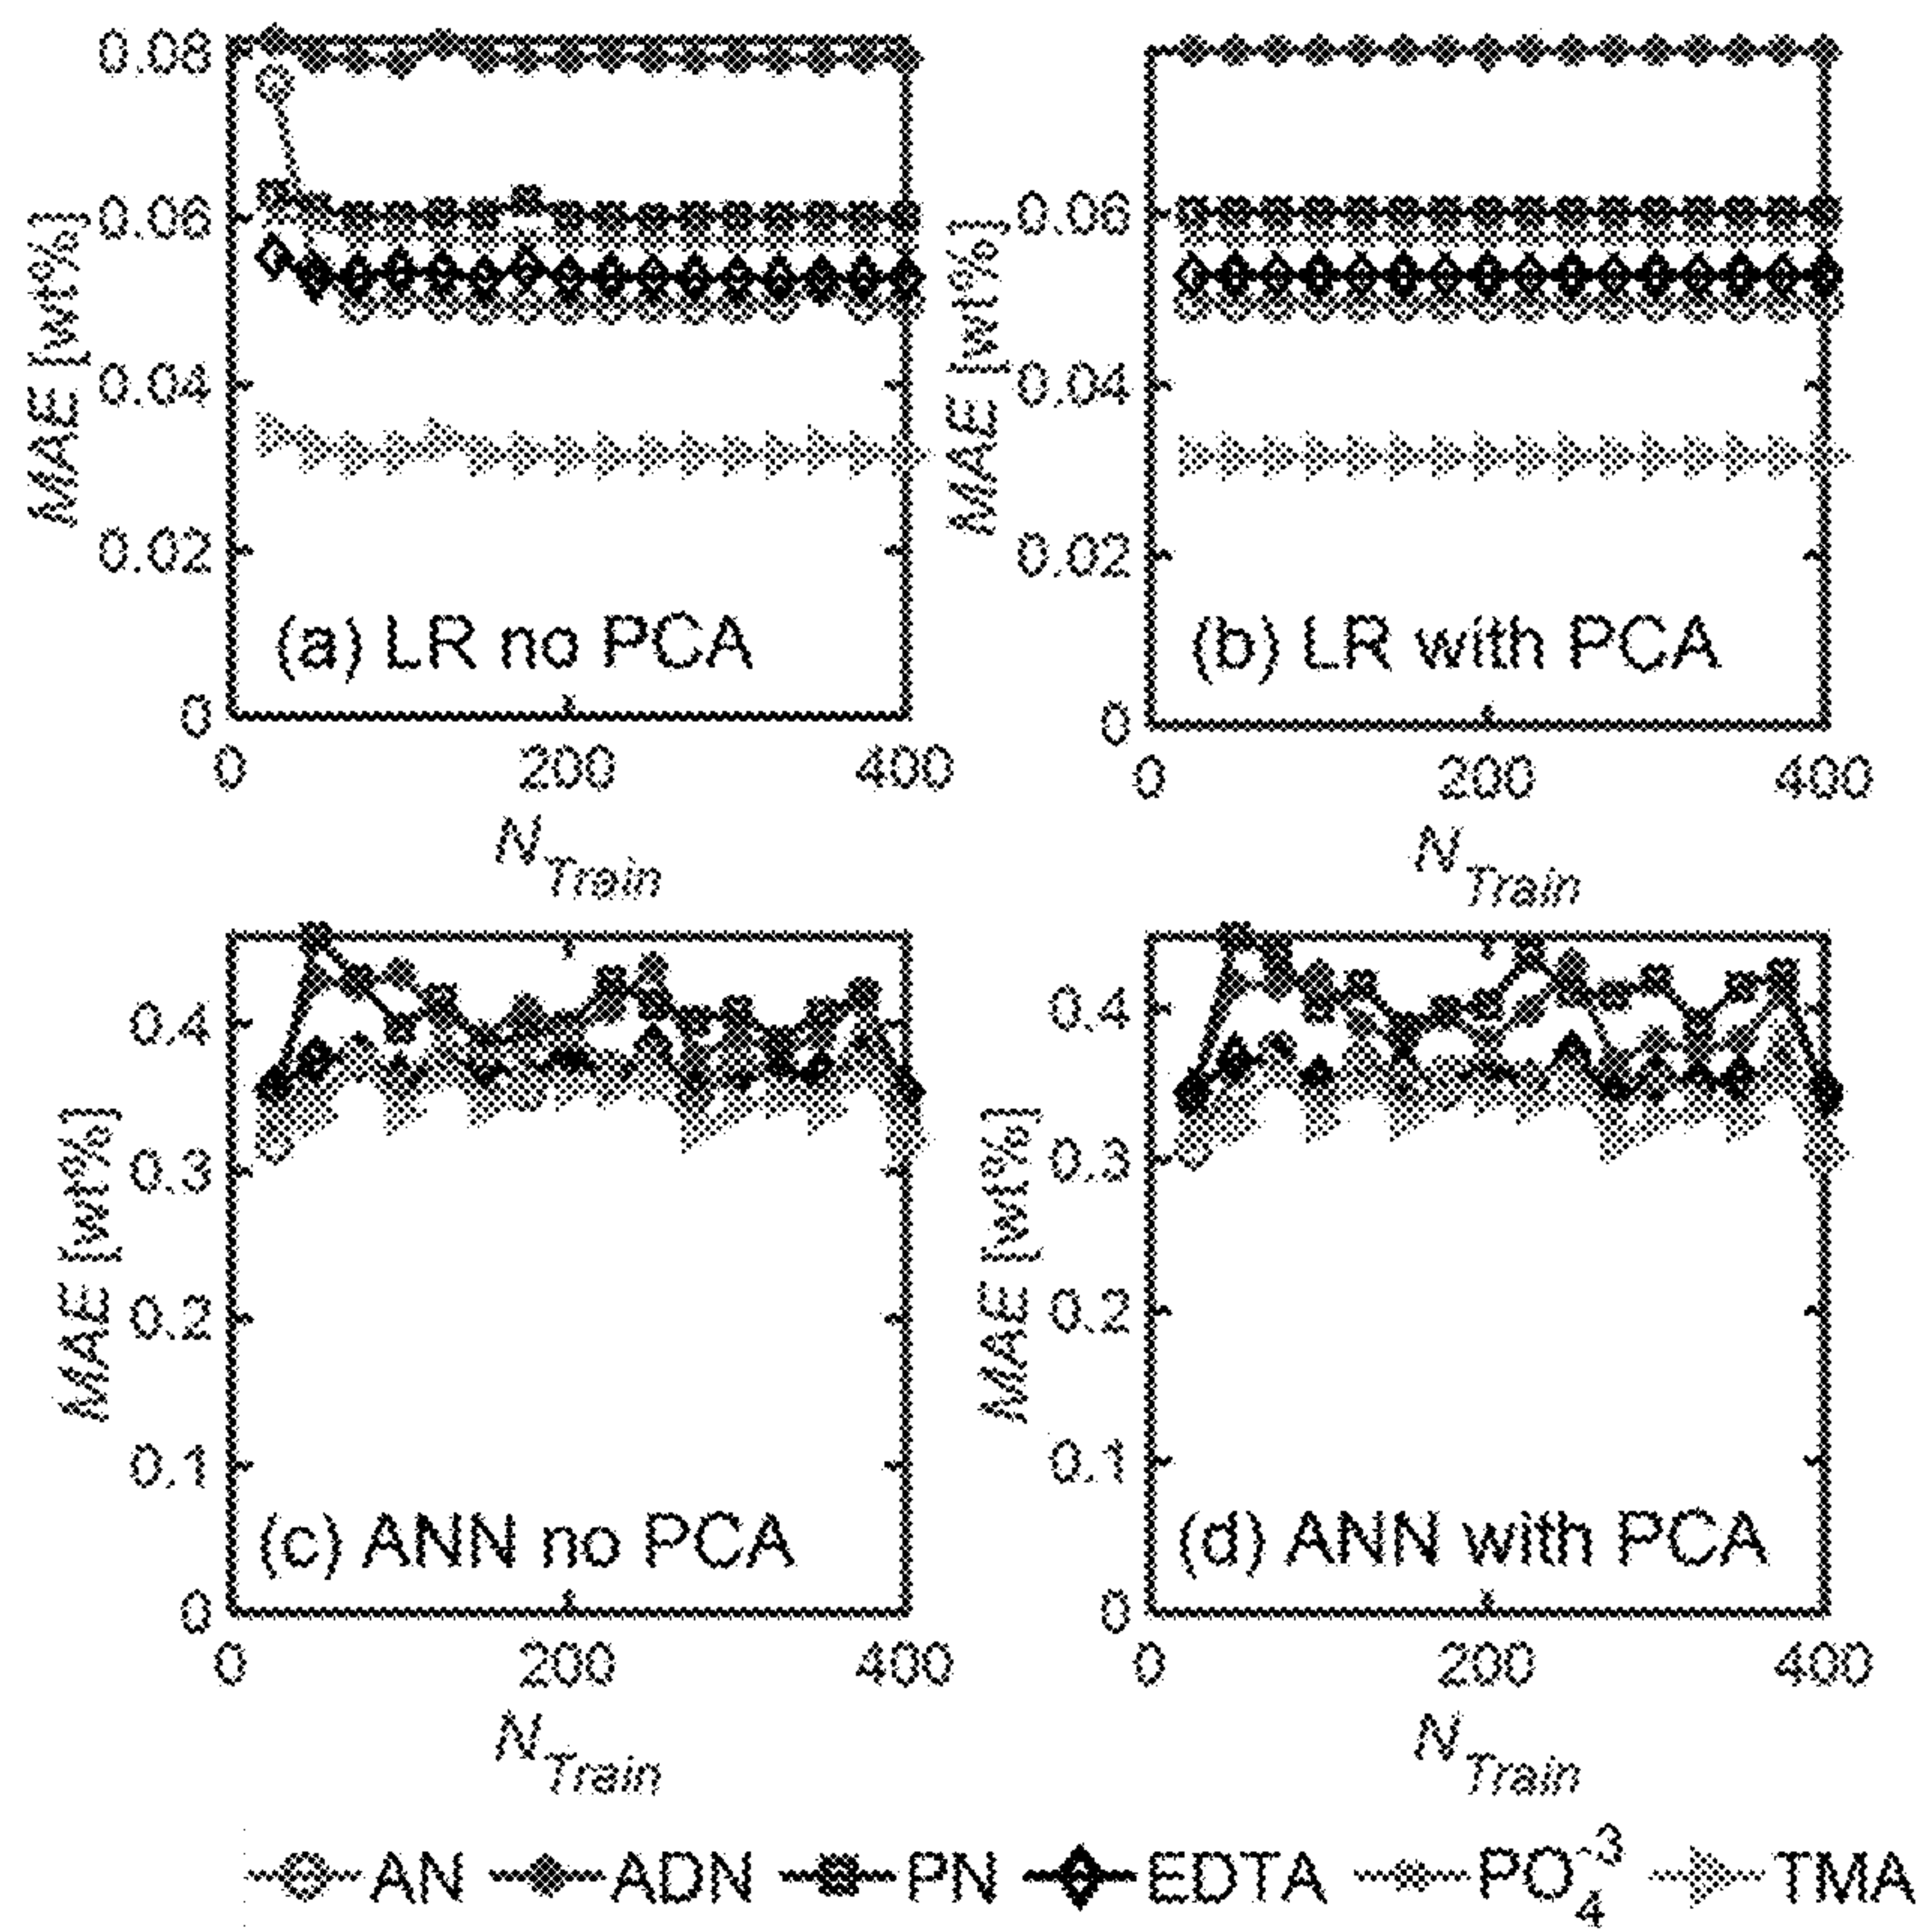 0.08
0.06
0.04
0.02
0
MAE [wt%]
(a) LR no PCA
0 200 400
N_Train
0.06
0.04
0.02
0
MAE [wt%]
(b) LR with PCA
0 200 400
N_Train
0.4
0.3
0.2
0.1
0
MAE [wt%]
(c) ANN no PCA
0 200 400
N_Train
0.4
0.3
0.2
0.1
0
MAE [wt%]
(d) ANN with PCA
0 200 400
N_Train
AN ADN PN EDTA PO₄⁻³ TMA